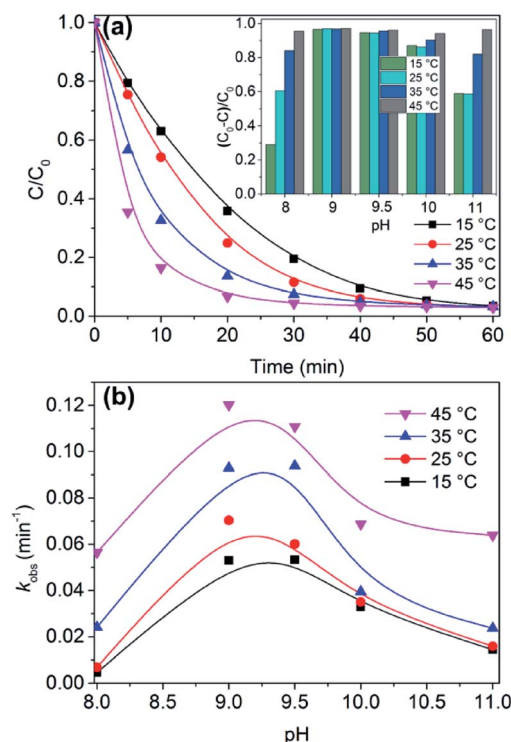 (a)
1.0
0.8
0.6
0.4
0.2
0.0
C/C₀
0 10 20 30 40 50 60
Time (min)
1.0
0.8
0.6
0.4
0.2
0.0
(C₀-C)/C₀
15 °C
25 °C
35 °C
45 °C
8 9 9.5 10 11
pH
15 °C
25 °C
35 °C
45 °C
(b)
0.12
0.10
0.08
0.06
0.04
0.02
0.00
k_obs (min⁻¹)
45 °C
35 °C
25 °C
15 °C
8.0 8.5 9.0 9.5 10.0 10.5 11.0
pH